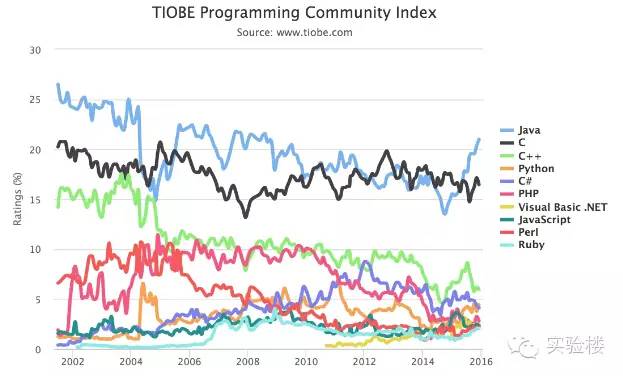 TIOBE Programming Community Index
Source: www.tiobe.com
Ratings (%)
30
25
20
15
10
5
0
2002
2004
2006
2008
2010
2012
2014
2016
Java
C
C++
Python
C#
PHP
Visual Basic .NET
JavaScript
Perl
Ruby
实验楼